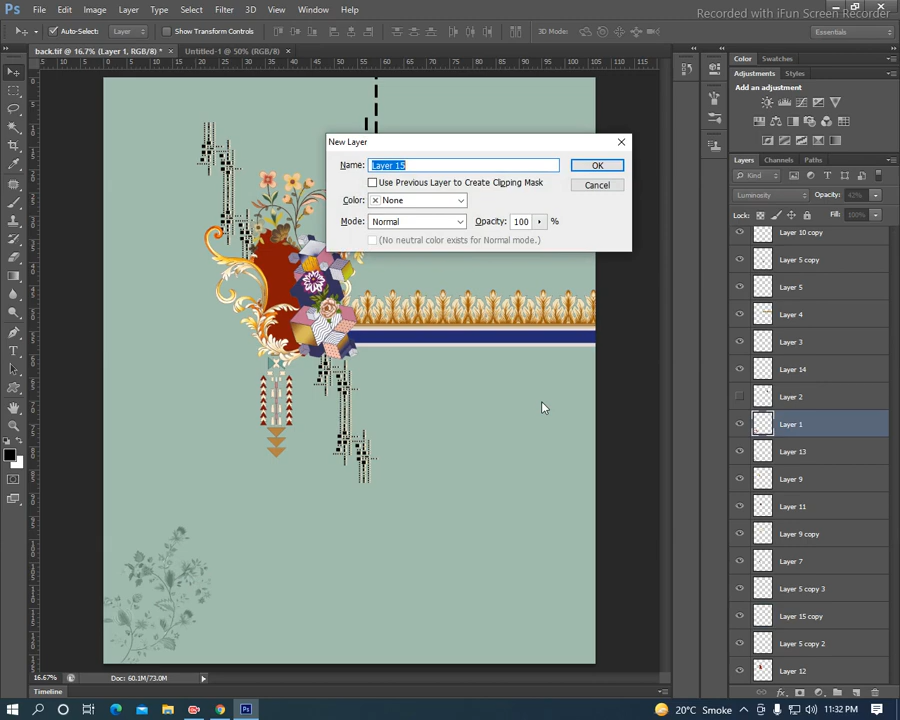 Recorded with iFun Screen Recorder
Ps File Edit Image Layer Type Select Filter 3D View Window Help
Auto-Select: Layer Show Transform Controls 3D Mode: Essentials
back.tif @ 16.7% (Layer 1, RGB/8) * × Untitled-1 @ 50% (RGB/8) ×
Color Swatches
Adjustments Styles
Add an adjustment
Layers Channels Paths
Kind
Luminosity Opacity: 42%
Lock: Fill: 100%
New Layer
Name: Layer 15 OK
Use Previous Layer to Create Clipping Mask Cancel
Color: × None
Mode: Normal Opacity: 100 %
(No neutral color exists for Normal mode.)
Layer 10 copy
Layer 5 copy
Layer 5
Layer 4
Layer 3
Layer 14
Layer 2
Layer 1
Layer 13
Layer 9
Layer 11
Layer 9 copy
Layer 7
Layer 5 copy 3
Layer 15 copy
Layer 5 copy 2
Layer 12
16.67% Doc: 60.1M/73.0M
Timeline
20°C Smoke 11:32 PM